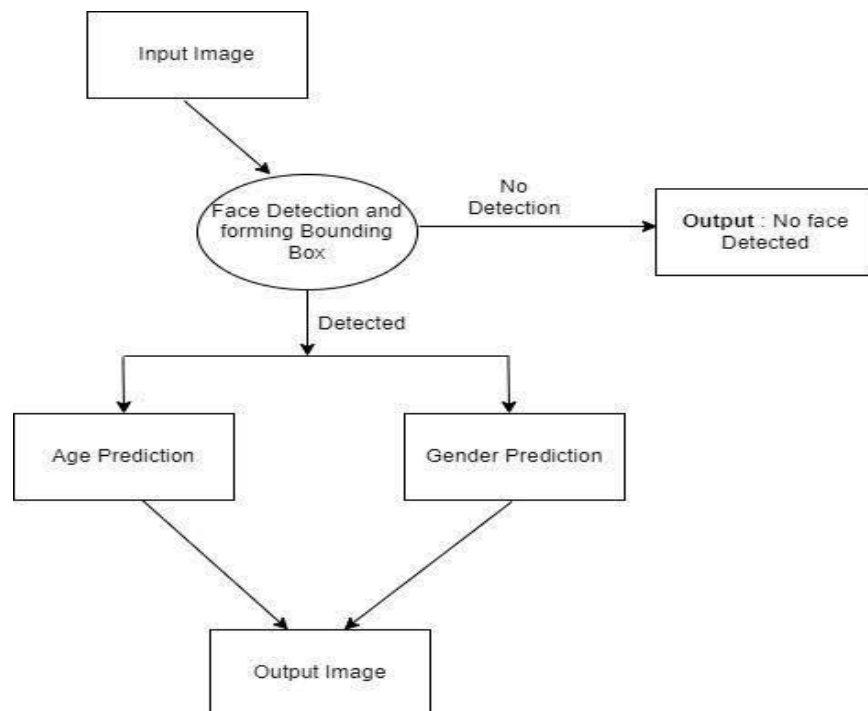 Input Image
Face Detection and
forming Bounding
Box
No
Detection
Output : No face
Detected
Detected
Age Prediction
Gender Prediction
Output Image